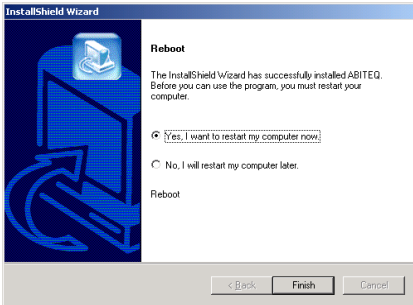 InstallShield Wizard
Reboot
The InstallShield Wizard has successfully installed ABITEQ.
Before you can use the program, you must restart your
computer.
Yes, I want to restart my computer now.
No, I will restart my computer later.
Reboot
< Back Finish Cancel